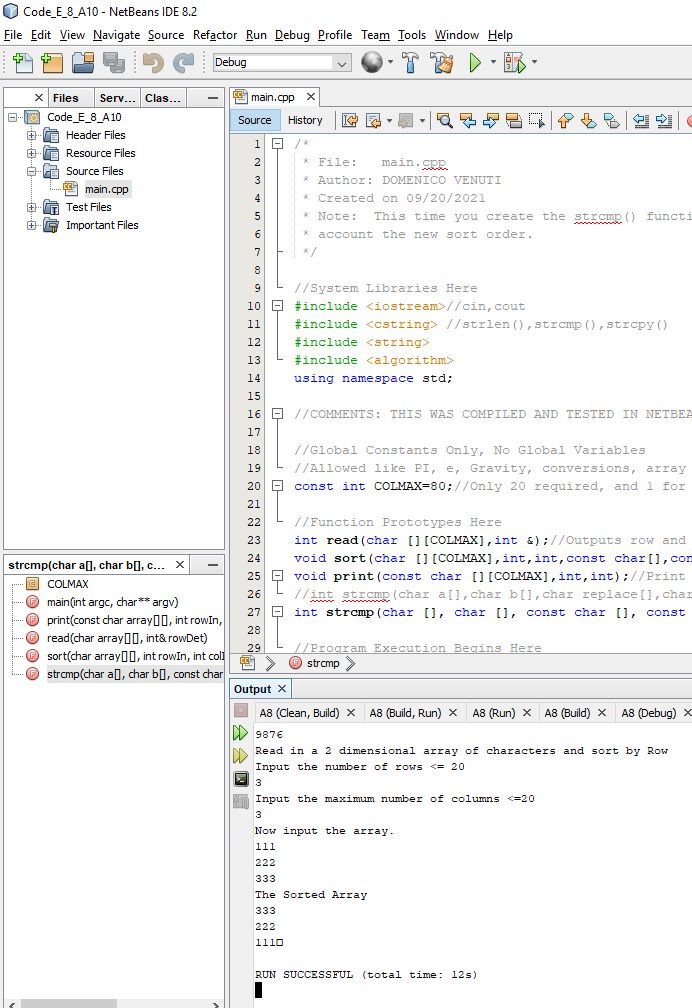 Code_E_8_A10 - NetBeans IDE 8.2
File Edit View Navigate Source Refactor Run Debug Profile Team Tools Window Help
Debug
Files Serv... Clas...
Code_E_8_A10
Header Files
Resource Files
Source Files
main.cpp
Test Files
Important Files
main.cpp
Source History
1 /*
2 * File: main.cpp
3 * Author: DOMENICO VENUTI
4 * Created on 09/20/2021
5 * Note: This time you create the strcmp() functi
6 * account the new sort order.
7 */
8
9 //System Libraries Here
10 #include <iostream>//cin,cout
11 #include <cstring> //strlen(),strcmp(),strcpy()
12 #include <string>
13 #include <algorithm>
14 using namespace std;
15
16 //COMMENTS: THIS WAS COMPILED AND TESTED IN NETBEA
17
18 //Global Constants Only, No Global Variables
19 //Allowed like PI, e, Gravity, conversions, array
20 const int COLMAX=80;//Only 20 required, and 1 for
21
22 //Function Prototypes Here
23 int read(char [][COLMAX],int &);//Outputs row and
24 void sort(char [][COLMAX],int,int,const char[],con
25 void print(const char [][COLMAX],int,int);//Print
26 //int strcmp(char a[],char b[],char replace[],char
27 int strcmp(char [], char [], const char [], const
28
29 //Program Execution Begins Here
strcmp
strcmp(char a[], char b[], c...
COLMAX
main(int argc, char** argv)
print(const char array[][], int rowIn,
read(char array[][], int& rowDet)
sort(char array[][], int rowIn, int colI
strcmp(char a[], char b[], const char
Output
A8 (Clean, Build) A8 (Build, Run) A8 (Run) A8 (Build) A8 (Debug)
9876
Read in a 2 dimensional array of characters and sort by Row
Input the number of rows <= 20
3
Input the maximum number of columns <=20
3
Now input the array.
111
222
333
The Sorted Array
333
222
111□
RUN SUCCESSFUL (total time: 12s)